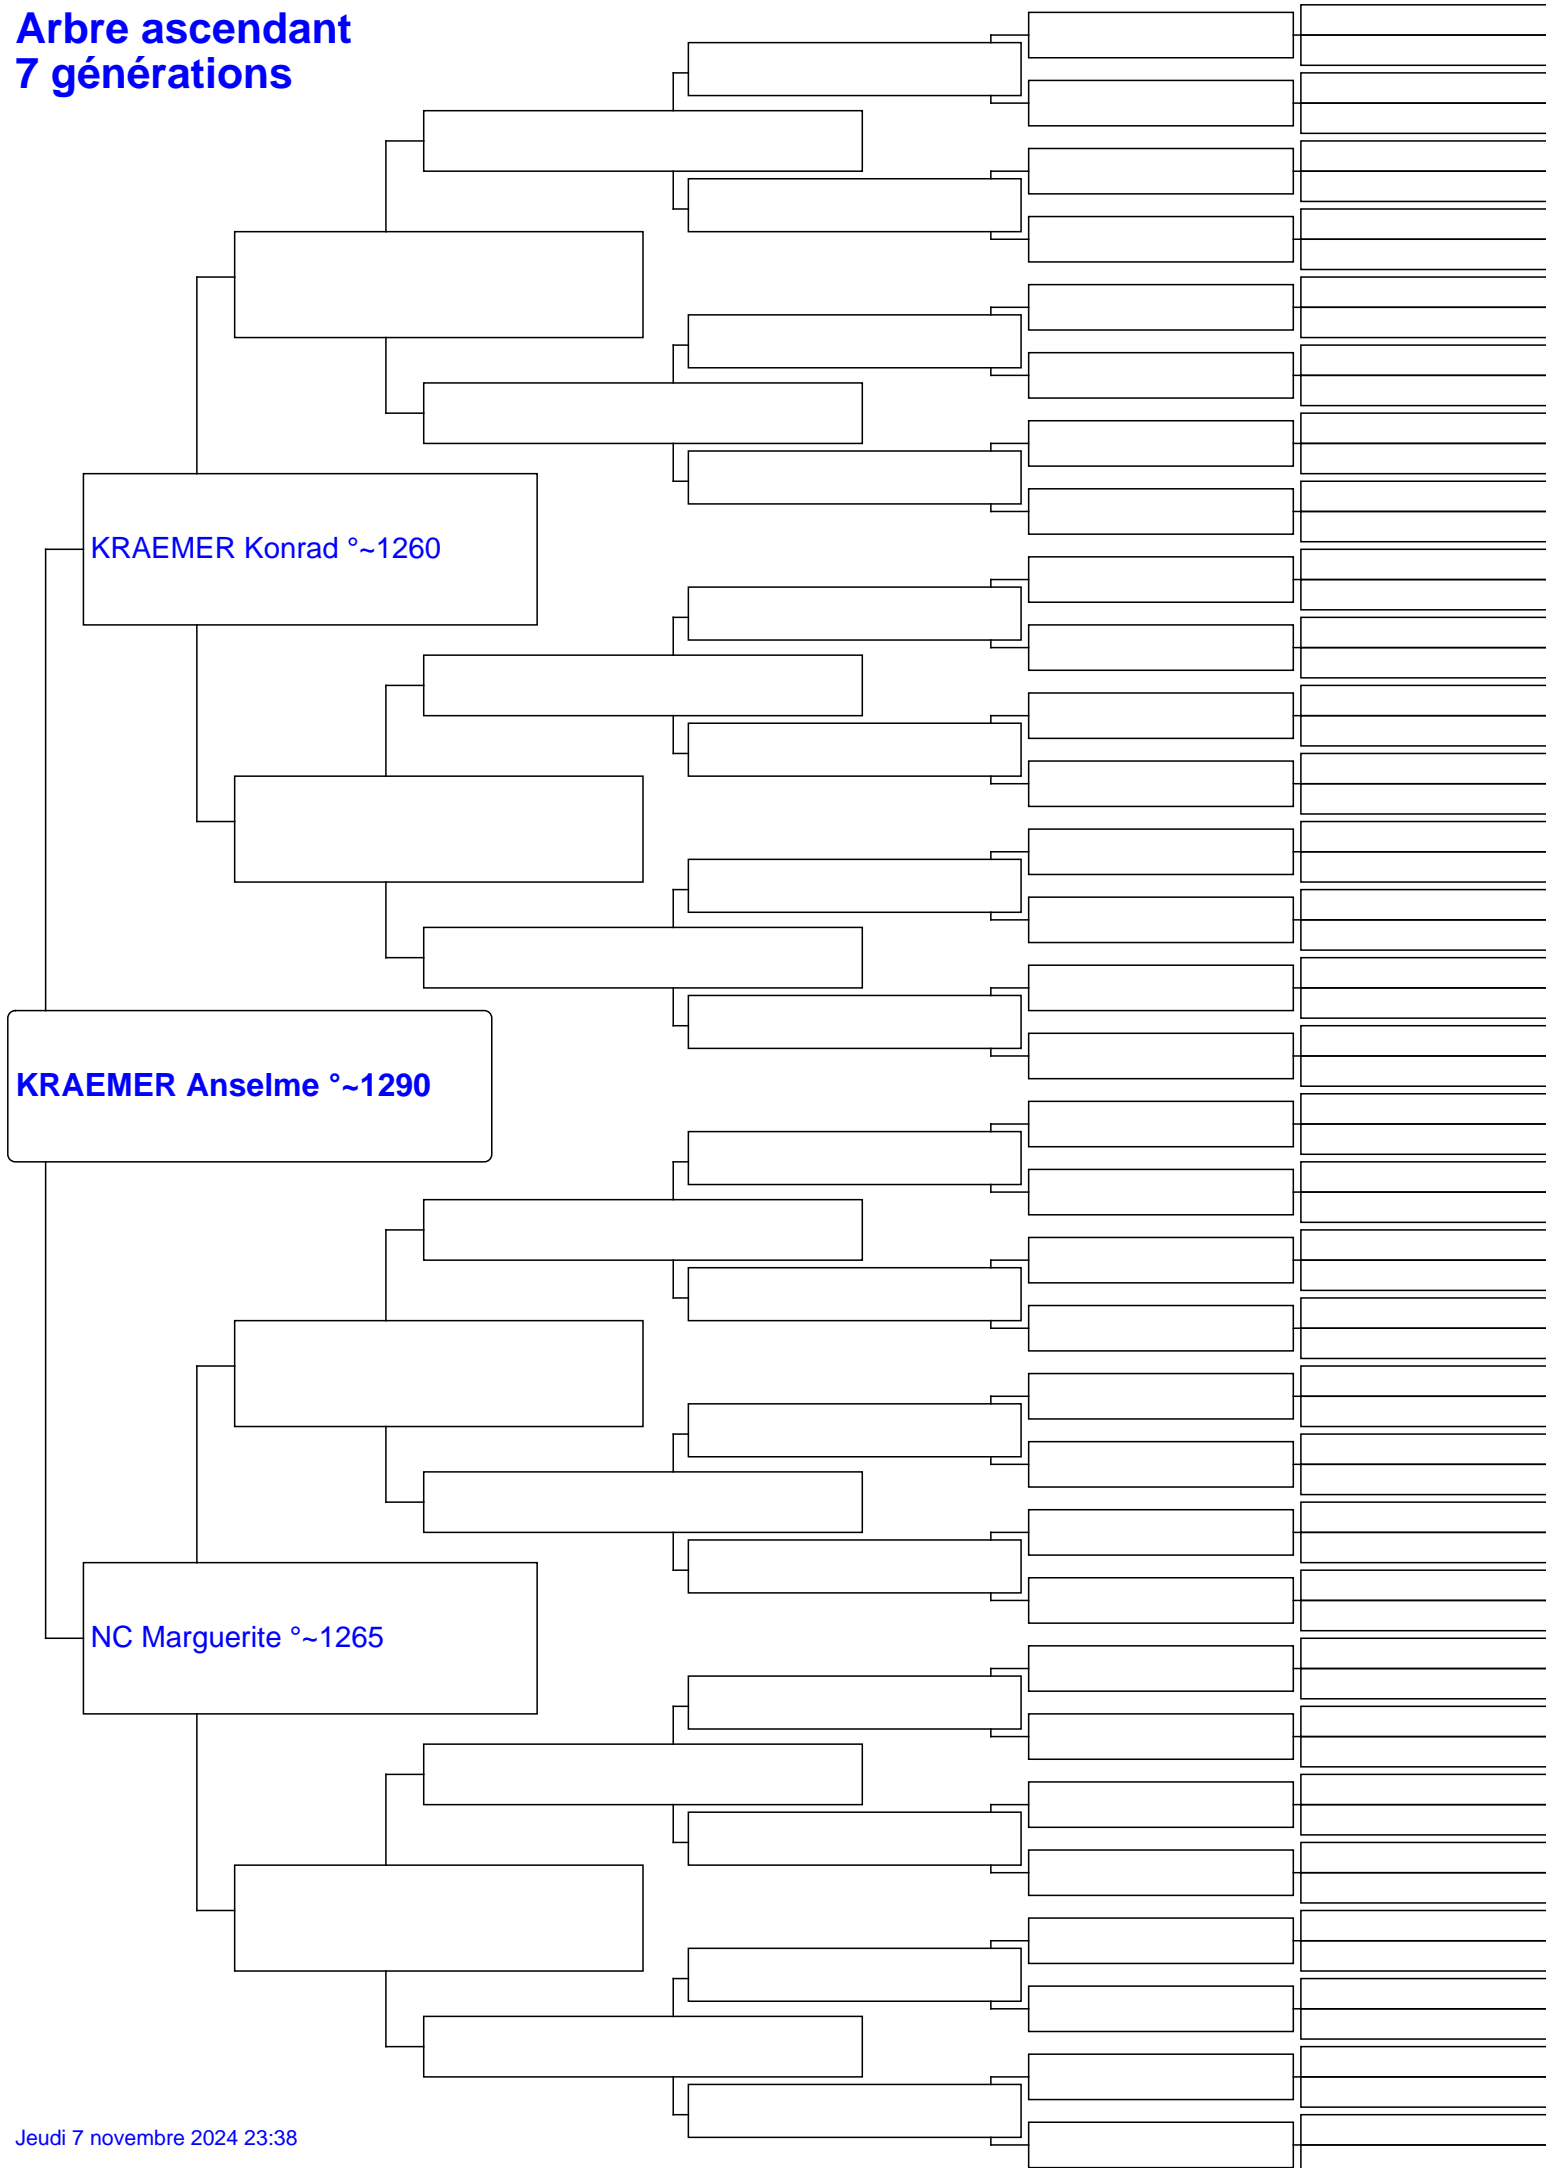 Arbre ascendant
7 générations
KRAEMER Konrad °~1260
KRAEMER Anselme °~1290
NC Marguerite °~1265
Jeudi 7 novembre 2024 23:38